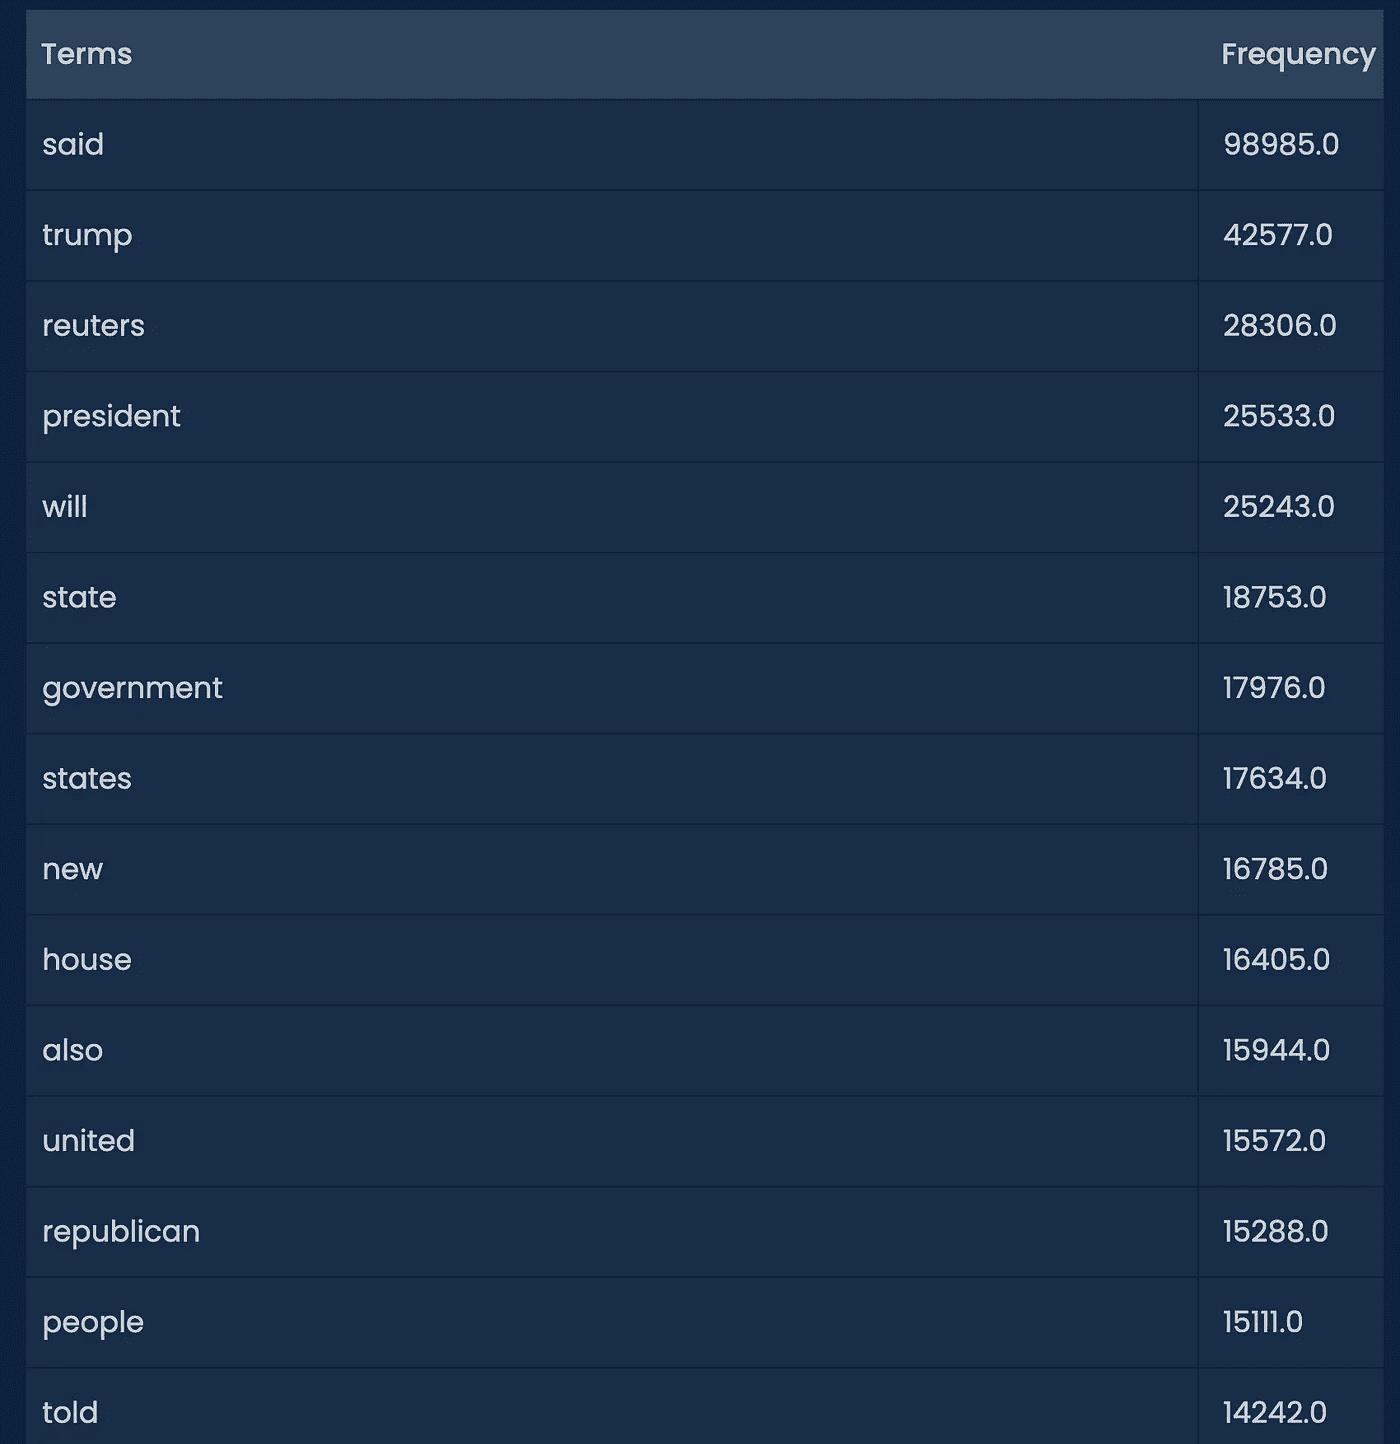 Terms Frequency
said 98985.0
trump 42577.0
reuters 28306.0
president 25533.0
will 25243.0
state 18753.0
government 17976.0
states 17634.0
new 16785.0
house 16405.0
also 15944.0
united 15572.0
republican 15288.0
people 15111.0
told 14242.0